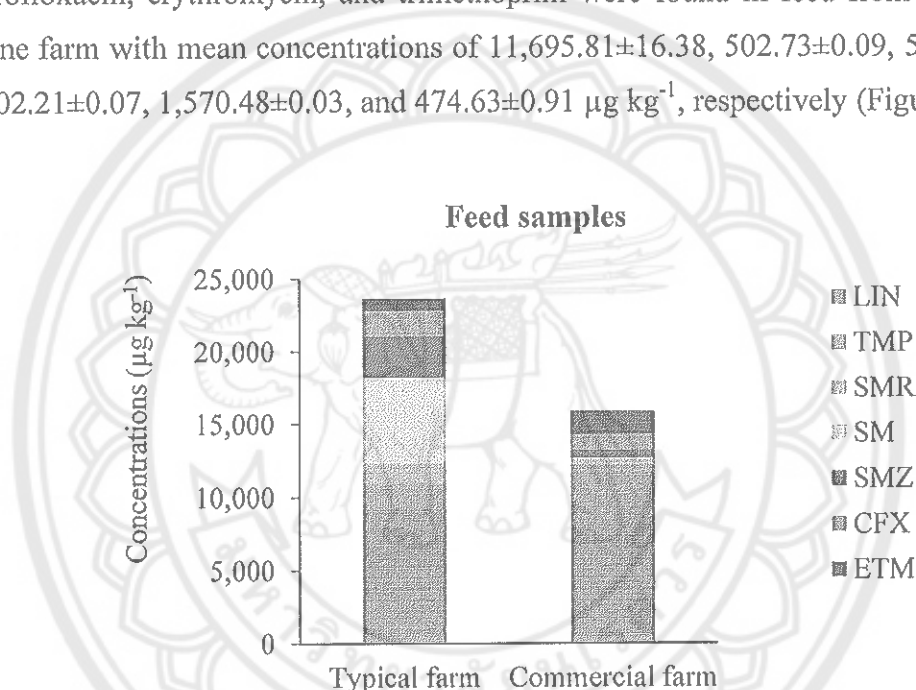 rofloxacin, erythromycin, and trimethoprim were found in feed from
ne farm with mean concentrations of 11,695.81±16.38, 502.73±0.09, 5
02.21±0.07, 1,570.48±0.03, and 474.63±0.91 µg kg⁻¹, respectively (Figu
Feed samples
Concentrations (µg kg⁻¹)
25,000
20,000
15,000
10,000
5,000
0
Typical farm Commercial farm
LIN
TMP
SMR
SM
SMZ
CFX
ETM